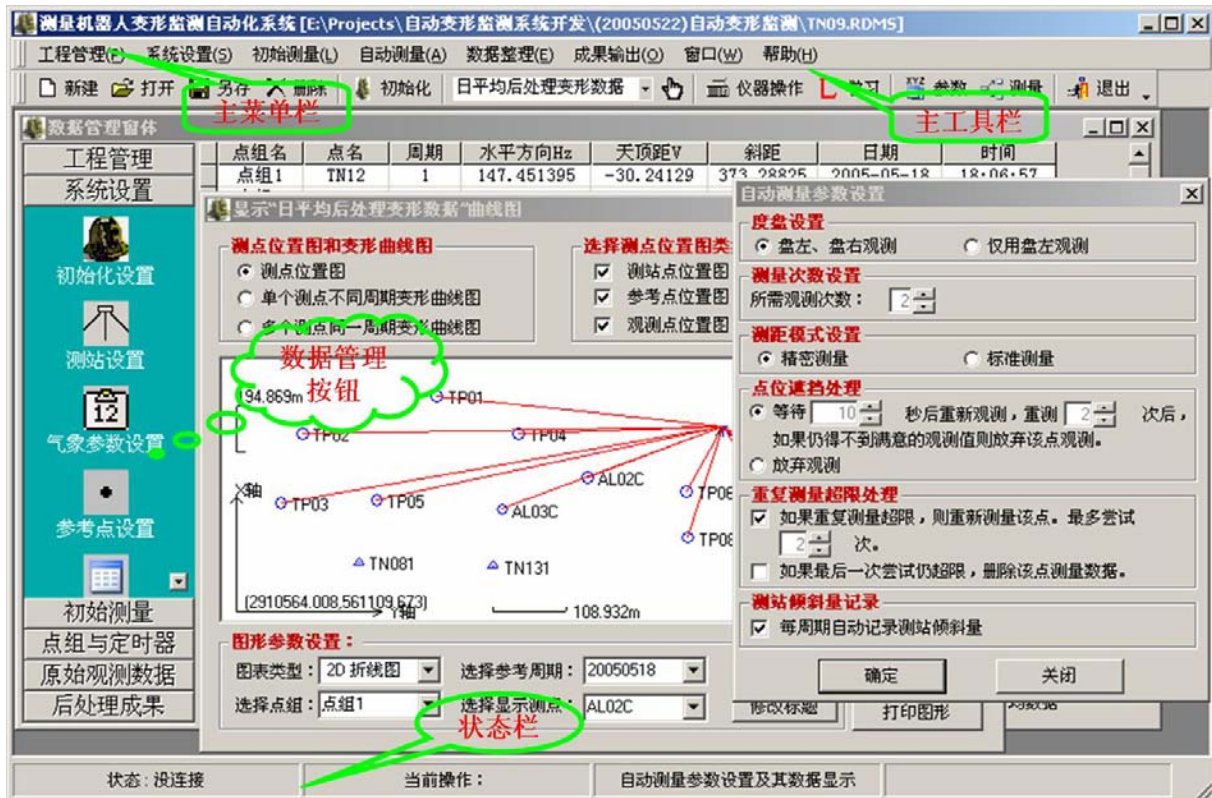 测量机器人变形监测自动化系统 [E:\Projects\自动变形监测系统开发\(20050522)自动变形监测\TN09.RDMS]
工程管理(P) 系统设置(S) 初始测量(L) 自动测量(A) 数据整理(E) 成果输出(O) 窗口(W) 帮助(H)
新建 打开 另存 删除 初始化 日平均后处理变形数据 仪器操作 学习 参数 测量 退出
主菜单栏
主工具栏
数据管理窗体
工程管理
系统设置
初始化设置
测站设置
12
气象参数设置
参考点设置
初始测量
点组与定时器
原始观测数据
后处理成果
点组名 点名 周期 水平方向Hz 天顶距V 斜距 日期 时间
点组1 TN12 1 147.451395 -30.24129 373.28825 2005-05-18 18:06:57
显示"日平均后处理变形数据"曲线图
测点位置图和变形曲线图
测点位置图
单个测点不同周期变形曲线图
多个测点同一周期变形曲线图
选择测点位置图类
测站点位置图
参考点位置图
观测点位置图
数据管理
按钮
94.869m
TP01
TP02
TP04
AL02C
TP03
TP05
AL03C
TP06
TP08
TN081
TN131
X轴
(2910564.008,561109.673)
Y轴
108.932m
图形参数设置：
图表类型： 2D 折线图 选择参考周期： 20050518
选择点组： 点组1 选择显示测点： AL02C
修改标题
打印图形
状态栏
自动测量参数设置
度盘设置
盘左、盘右观测 仅用盘左观测
测量次数设置
所需观测次数： 2
测距模式设置
精密测量 标准测量
点位遮挡处理
等待 10 秒后重新观测，重测 2 次后，
如果仍得不到满意的观测值则放弃该点观测。
放弃观测
重复测量超限处理
如果重复测量超限，则重新测量该点。最多尝试
2 次。
如果最后一次尝试仍超限，删除该点测量数据。
测站倾斜量记录
每周期自动记录测站倾斜量
确定 关闭
状态：没连接 当前操作： 自动测量参数设置及其数据显示